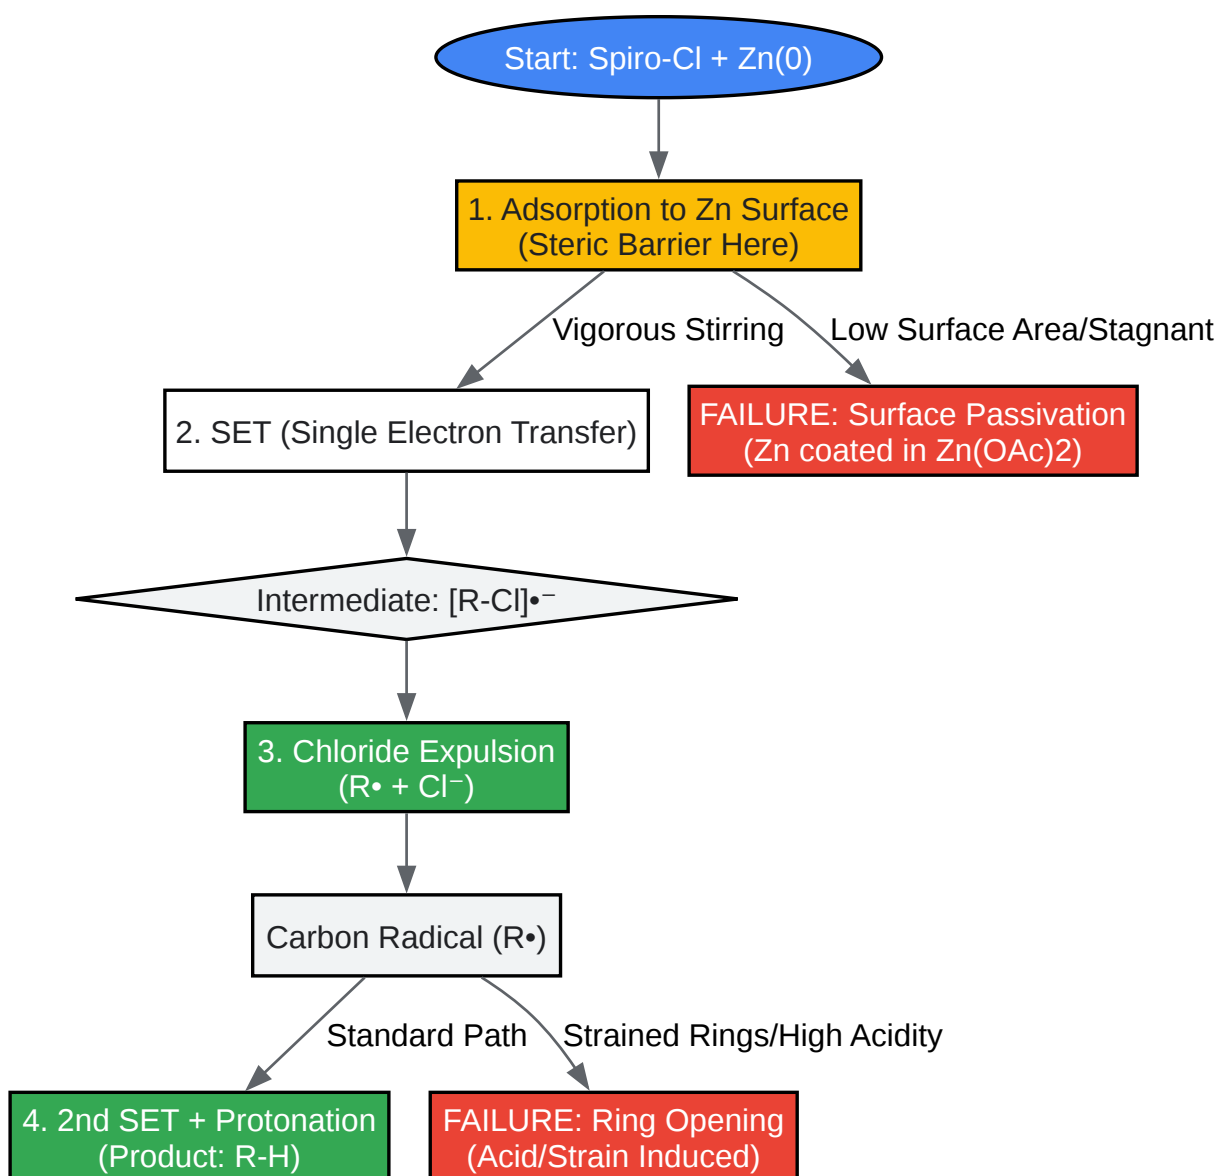 Start: Spiro-Cl + Zn(0)
1. Adsorption to Zn Surface
(Steric Barrier Here)
Vigorous Stirring
Low Surface Area/Stagnant
2. SET (Single Electron Transfer)
FAILURE: Surface Passivation
(Zn coated in Zn(OAc)2)
Intermediate: [R-Cl]•⁻
3. Chloride Expulsion
(R• + Cl⁻)
Carbon Radical (R•)
Standard Path
Strained Rings/High Acidity
4. 2nd SET + Protonation
(Product: R-H)
FAILURE: Ring Opening
(Acid/Strain Induced)